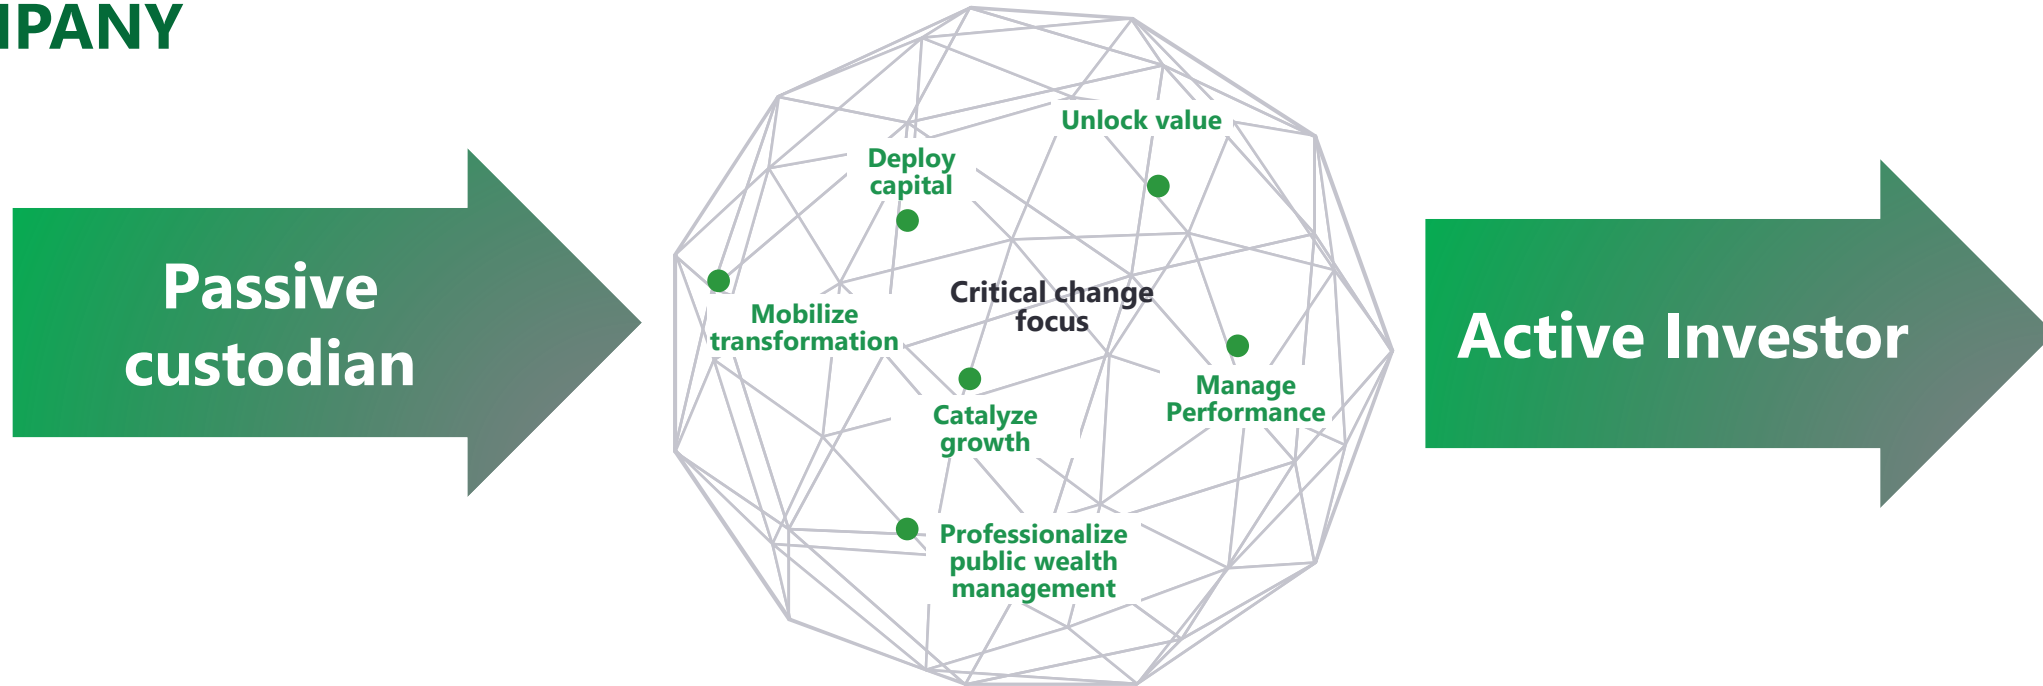 MPANY
Passive
custodian
Unlock value
Deploy
capital
Mobilize
transformation
Critical change
focus
Catalyze
growth
Manage
Performance
Professionalize
public wealth
management
Active Investor